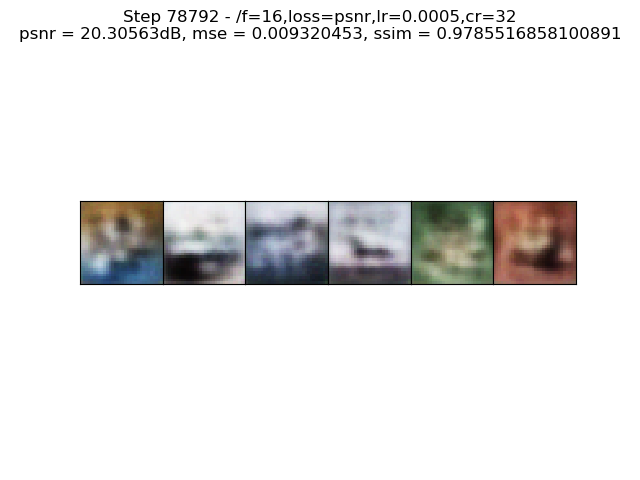 Step 78792 - /f=16,loss=psnr,lr=0.0005,cr=32
psnr = 20.30563dB, mse = 0.009320453, ssim = 0.9785516858100891